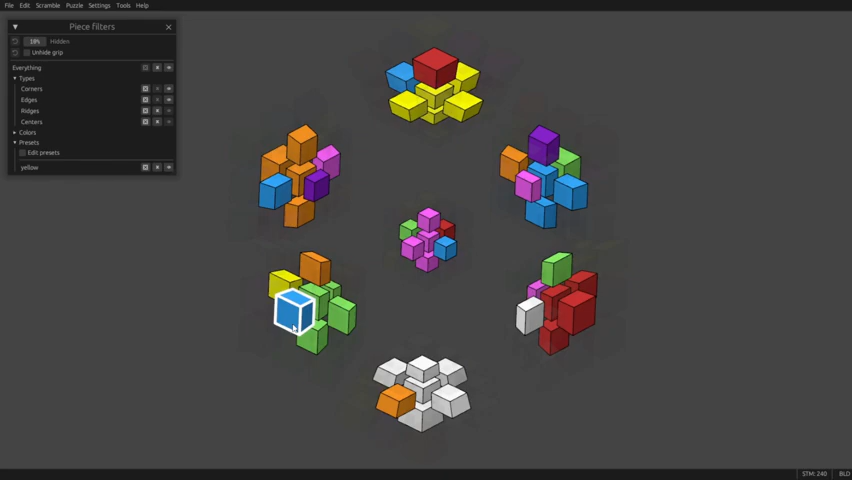 File Edit Scramble Puzzle Settings Tools Help
Piece filters
10% Hidden
Unhide grip
Everything
Types
Corners
Edges
Ridges
Centers
Colors
Presets
Edit presets
yellow
STM: 240 BLD